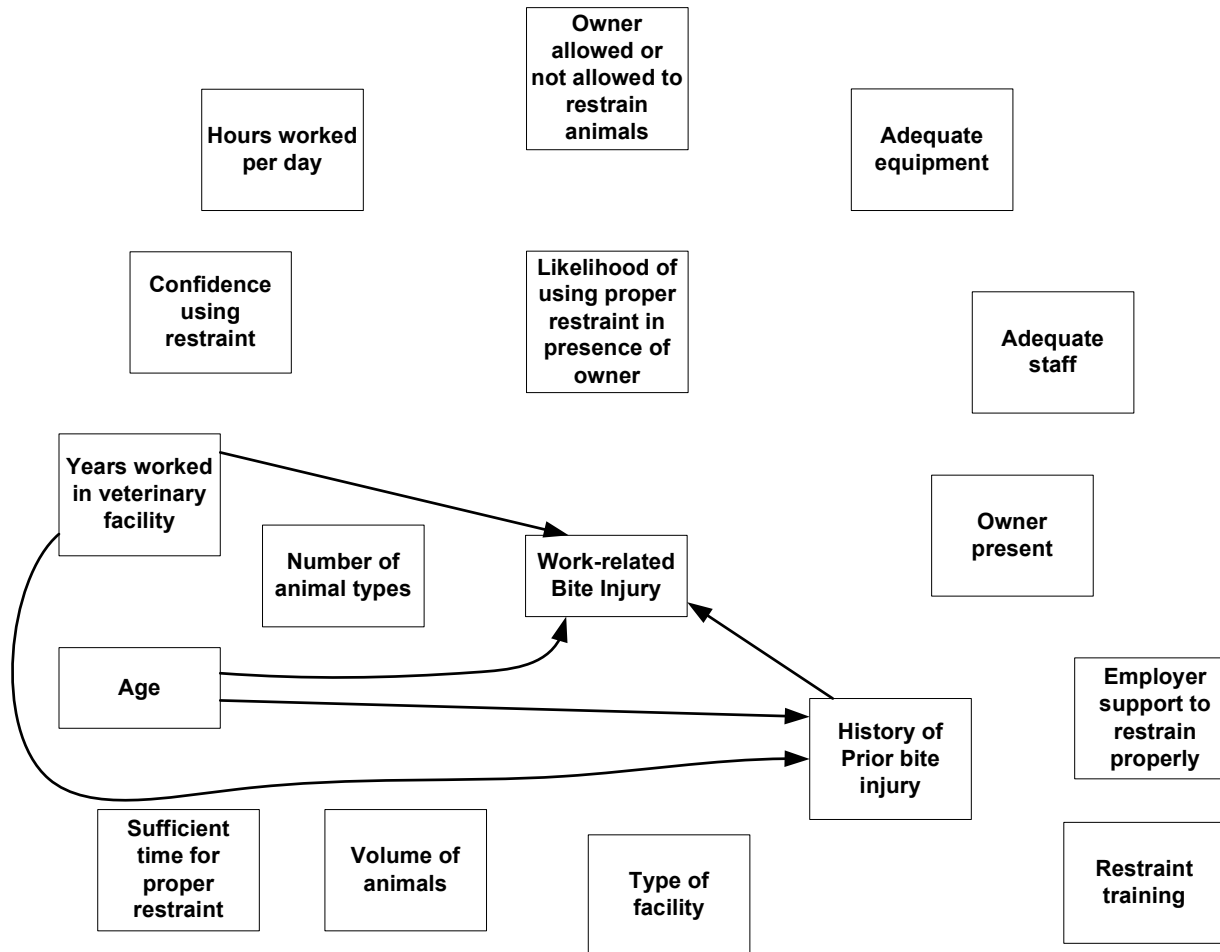 Owner
allowed or
not allowed to
restrain
animals
Hours worked
per day
Adequate
equipment
Confidence
using
restraint
Likelihood of
using proper
restraint in
presence of
owner
Adequate
staff
Years worked
in veterinary
facility
Number of
animal types
Work-related
Bite Injury
Owner
present
Age
History of
Prior bite
injury
Employer
support to
restrain
properly
Sufficient
time for
proper
restraint
Volume of
animals
Type of
facility
Restraint
training